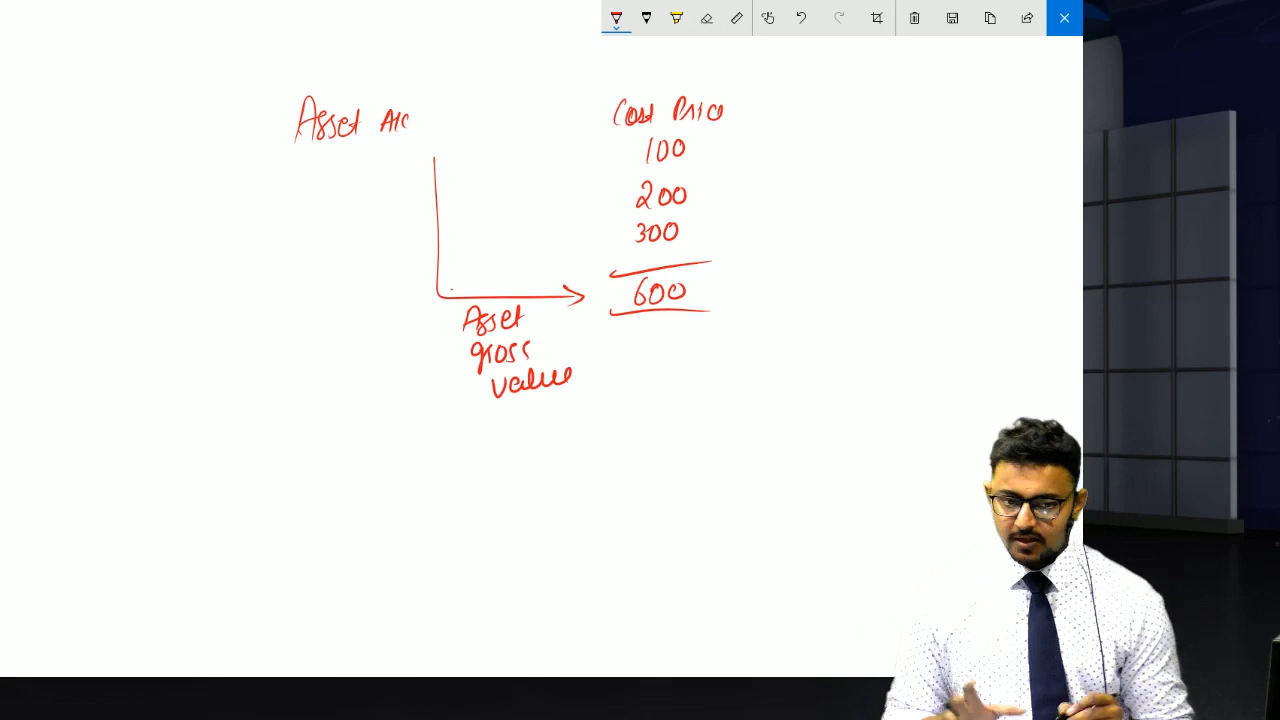 Asset A/c
Cost Price
100
200
300
600
Asset
gross
value